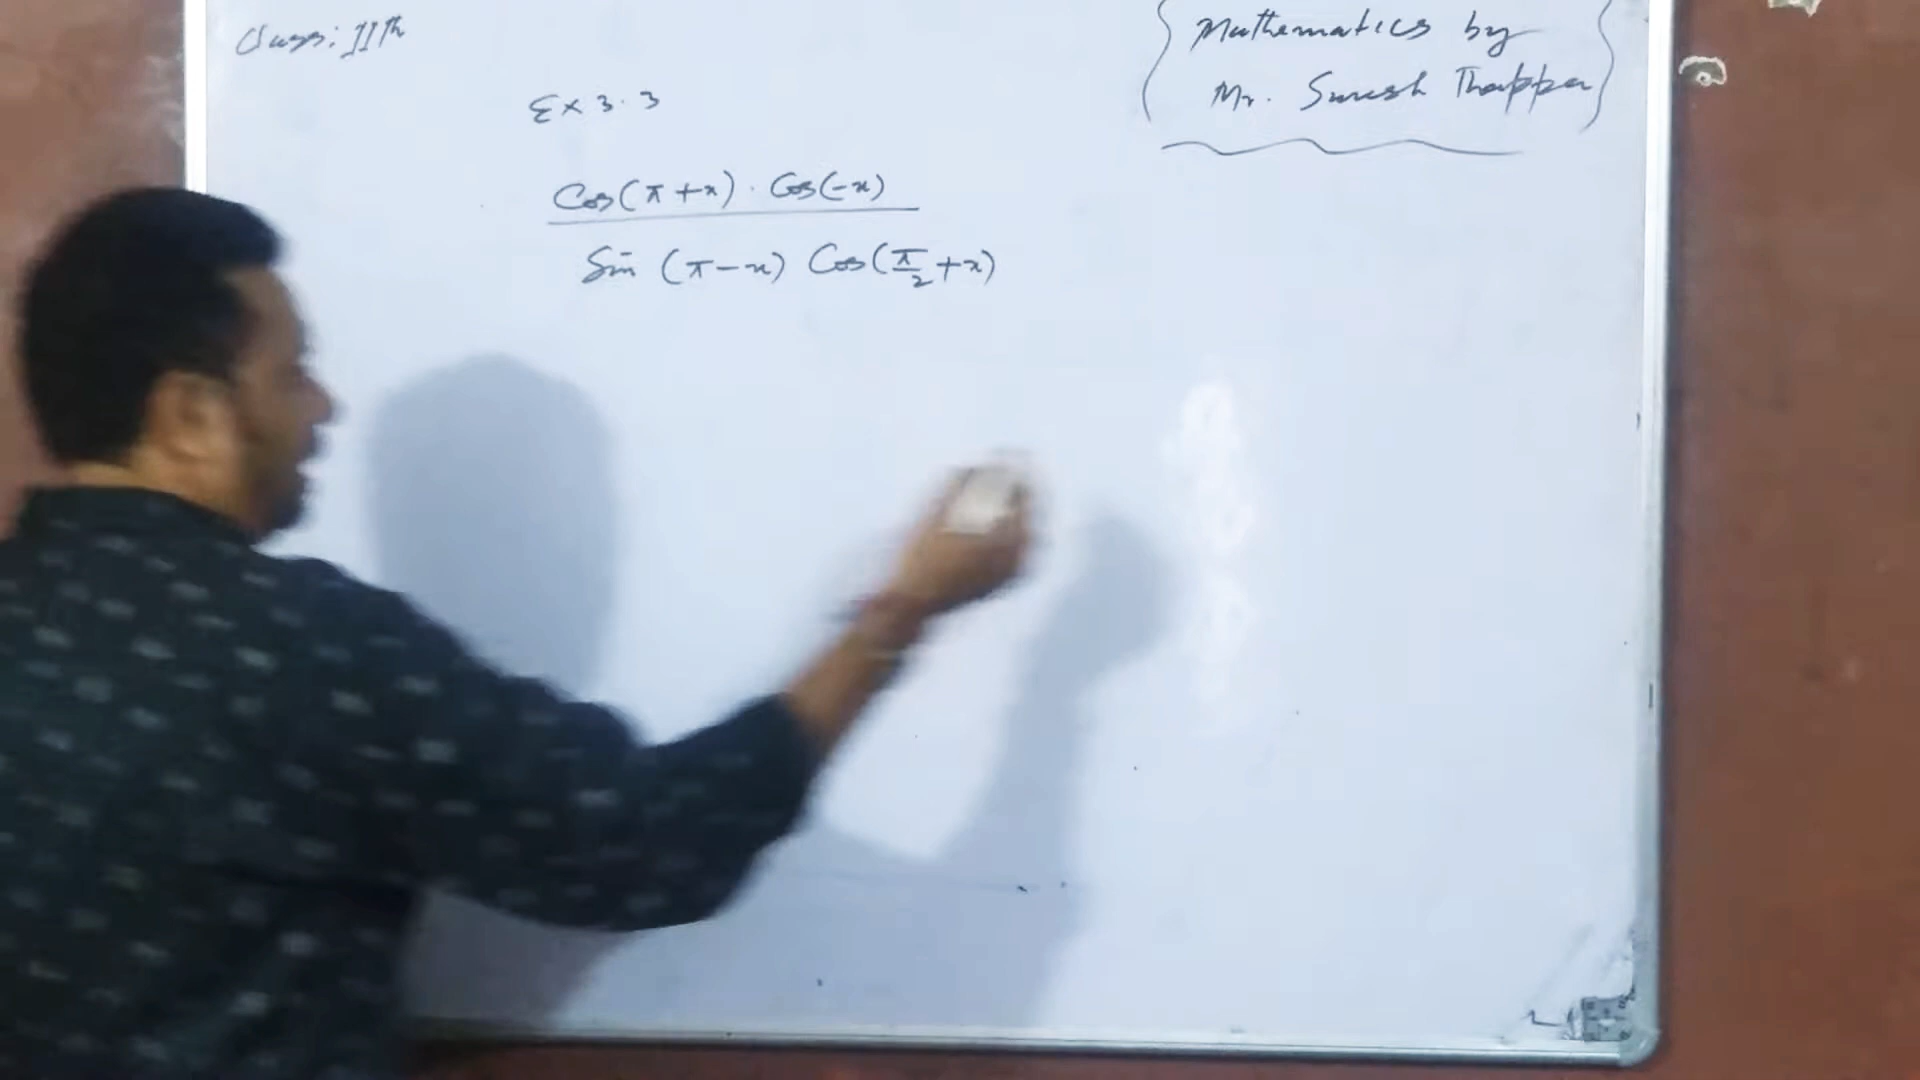 Class: 11th
Mathematics by
Mr. Suresh Thappar
Ex 3.3
Cos(π+x) . Cos(-x)
Sin (π-x) Cos(π/2+x)